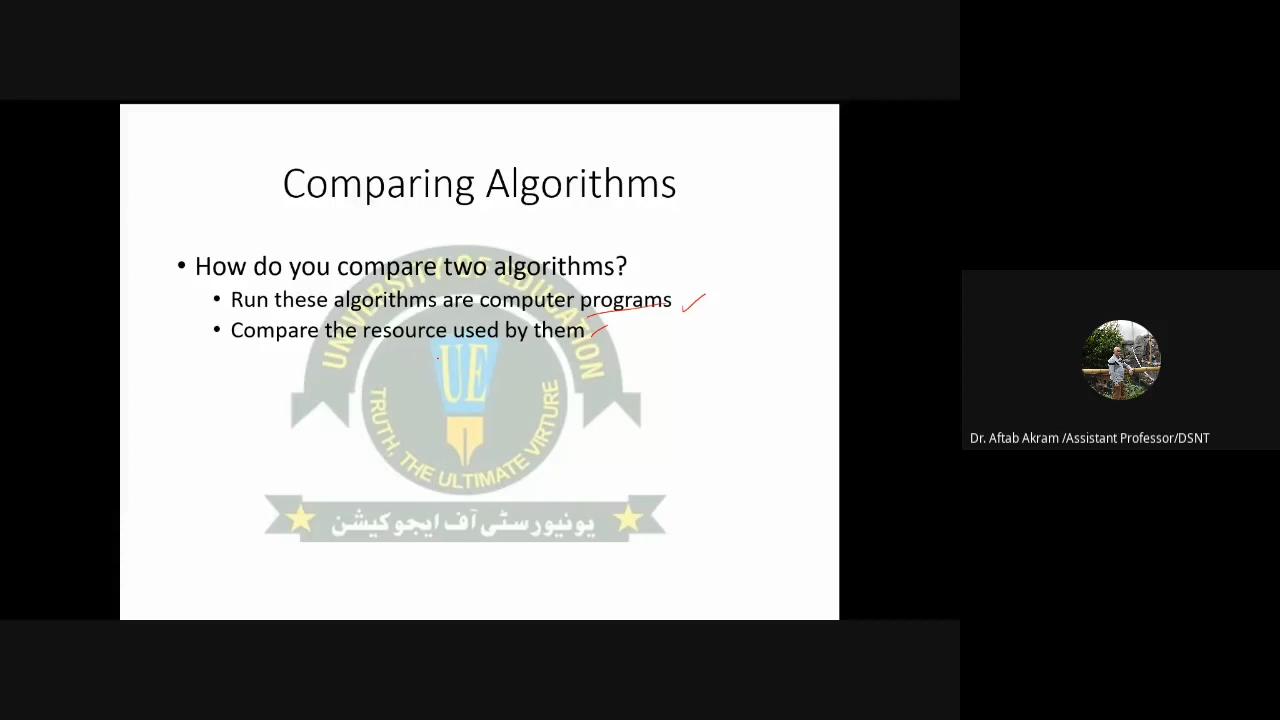 Comparing Algorithms
• How do you compare two algorithms?
• Run these algorithms are computer programs
• Compare the resource used by them
UNIVERSITY OF EDUCATION
UE
TRUTH, THE ULTIMATE VIRTURE
یونیورسٹی آف ایجوکیشن
Dr. Aftab Akram /Assistant Professor/DSNT